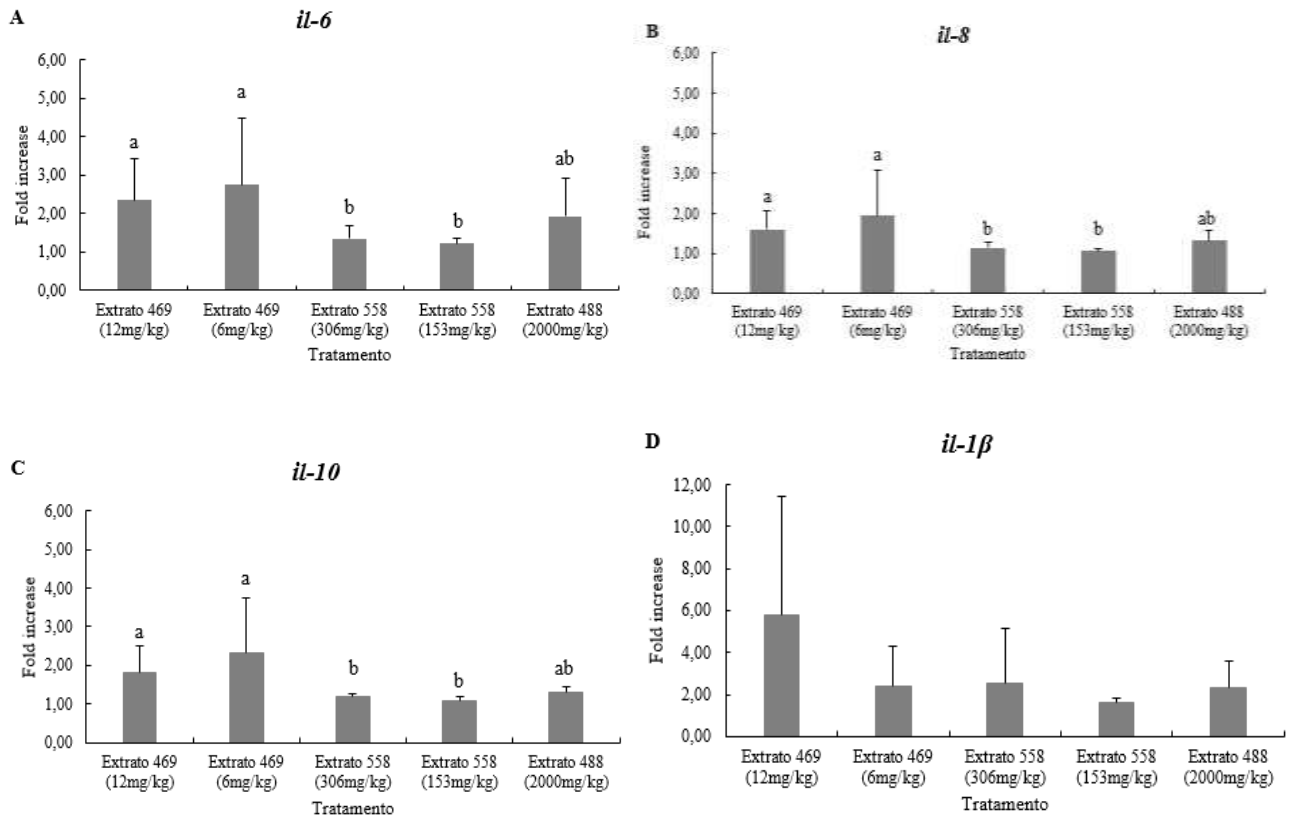 A
il-6
6,00
5,00
4,00
3,00
2,00
1,00
0,00
Fold increase
a
a
b
b
ab
Extrato 469
(12mg/kg)
Extrato 469
(6mg/kg)
Extrato 558
(306mg/kg)
Extrato 558
(153mg/kg)
Extrato 488
(2000mg/kg)
Tratamento
B
il-8
6,00
5,00
4,00
3,00
2,00
1,00
0,00
Fold increase
a
a
b
b
ab
Extrato 469
(12mg/kg)
Extrato 469
(6mg/kg)
Extrato 558
(306mg/kg)
Extrato 558
(153mg/kg)
Extrato 488
(2000mg/kg)
Tratamento
C
il-10
6,00
5,00
4,00
3,00
2,00
1,00
0,00
Fold increase
a
a
b
b
ab
Extrato 469
(12mg/kg)
Extrato 469
(6mg/kg)
Extrato 558
(306mg/kg)
Extrato 558
(153mg/kg)
Extrato 488
(2000mg/kg)
Tratamento
D
il-1β
12,00
10,00
8,00
6,00
4,00
2,00
0,00
Fold increase
Extrato 469
(12mg/kg)
Extrato 469
(6mg/kg)
Extrato 558
(306mg/kg)
Extrato 558
(153mg/kg)
Extrato 488
(2000mg/kg)
Tratamento